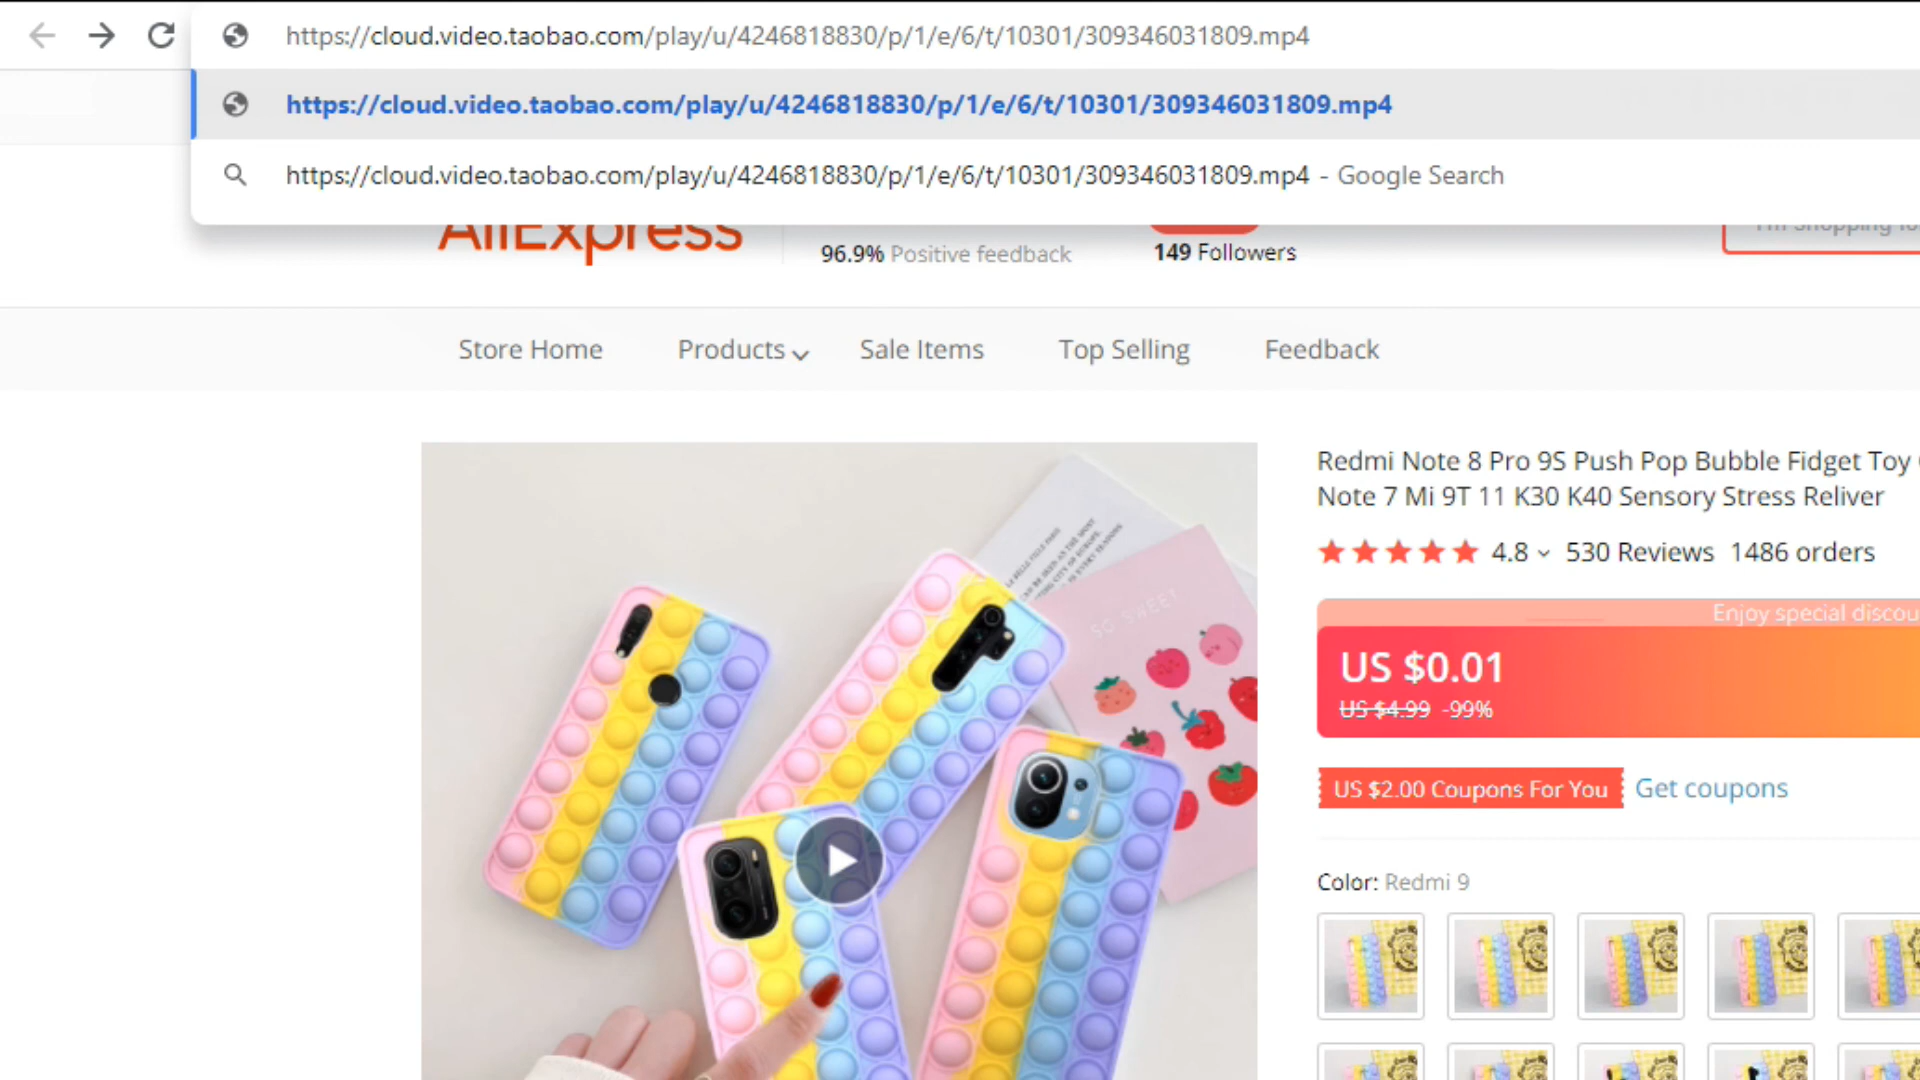 https://cloud.video.taobao.com/play/u/4246818830/p/1/e/6/t/10301/309346031809.mp4
https://cloud.video.taobao.com/play/u/4246818830/p/1/e/6/t/10301/309346031809.mp4
https://cloud.video.taobao.com/play/u/4246818830/p/1/e/6/t/10301/309346031809.mp4 - Google Search
AliExpress
96.9% Positive feedback
149 Followers
I'm shopping fo
Store Home Products Sale Items Top Selling Feedback
Redmi Note 8 Pro 9S Push Pop Bubble Fidget Toy
Note 7 Mi 9T 11 K30 K40 Sensory Stress Reliver
4.8 530 Reviews 1486 orders
Enjoy special discou
US $0.01
US $4.99 -99%
US $2.00 Coupons For You Get coupons
Color: Redmi 9
SO SWEET